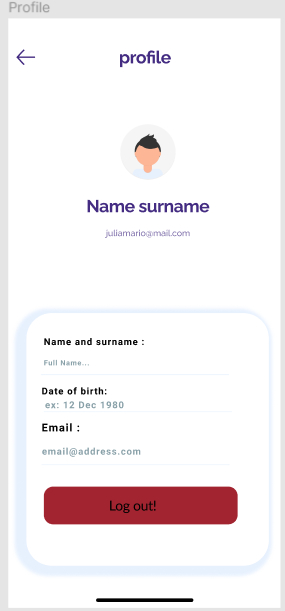 Profile
profile
Name surname
juliamario@mail.com
Name and surname :
Full Name...
Date of birth:
ex: 12 Dec 1980
Email :
email@address.com
Log out!